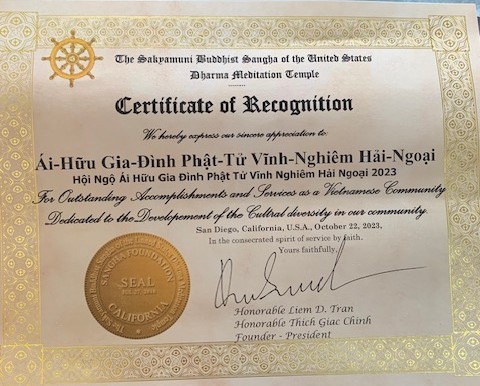 The Sakyamuni Buddhist Sangha of the United States
Dharma Meditation Temple
Certificate of Recognition
We hereby express our sincere appreciation to:
Ái-Hữu Gia-Đình Phật-Tử Vĩnh-Nghiêm Hải-Ngoại
Hội Ngộ Ái Hữu Gia Đình Phật Tử Vĩnh Nghiêm Hải Ngoại 2023
For Outstanding Accomplishments and Services as a Vietnamese Community
Dedicated to the Development of the Cultral diversity in our community.
San Diego, California, U.S.A., October 22, 2023,
In the consecrated spirit of service by faith.
Yours faithfully,
SANGHA FOUNDATION
SEAL
CALIFORNIA
Honorable Liem D. Tran
Honorable Thich Giac Chinh
Founder - President